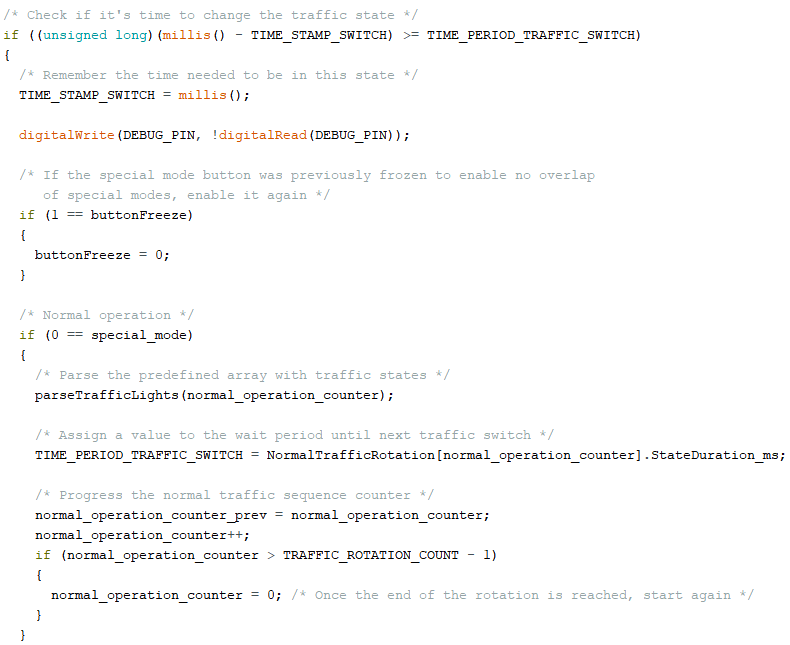 /* Check if it's time to change the traffic state */
if ((unsigned long)(millis() - TIME_STAMP_SWITCH) >= TIME_PERIOD_TRAFFIC_SWITCH)
{
  /* Remember the time needed to be in this state */
  TIME_STAMP_SWITCH = millis();

  digitalWrite(DEBUG_PIN, !digitalRead(DEBUG_PIN));

  /* If the special mode button was previously frozen to enable no overlap
     of special modes, enable it again */
  if (1 == buttonFreeze)
  {
    buttonFreeze = 0;
  }

  /* Normal operation */
  if (0 == special_mode)
  {
    /* Parse the predefined array with traffic states */
    parseTrafficLights(normal_operation_counter);

    /* Assign a value to the wait period until next traffic switch */
    TIME_PERIOD_TRAFFIC_SWITCH = NormalTrafficRotation[normal_operation_counter].StateDuration_ms;

    /* Progress the normal traffic sequence counter */
    normal_operation_counter_prev = normal_operation_counter;
    normal_operation_counter++;
    if (normal_operation_counter > TRAFFIC_ROTATION_COUNT - 1)
    {
      normal_operation_counter = 0; /* Once the end of the rotation is reached, start again */
    }
  }